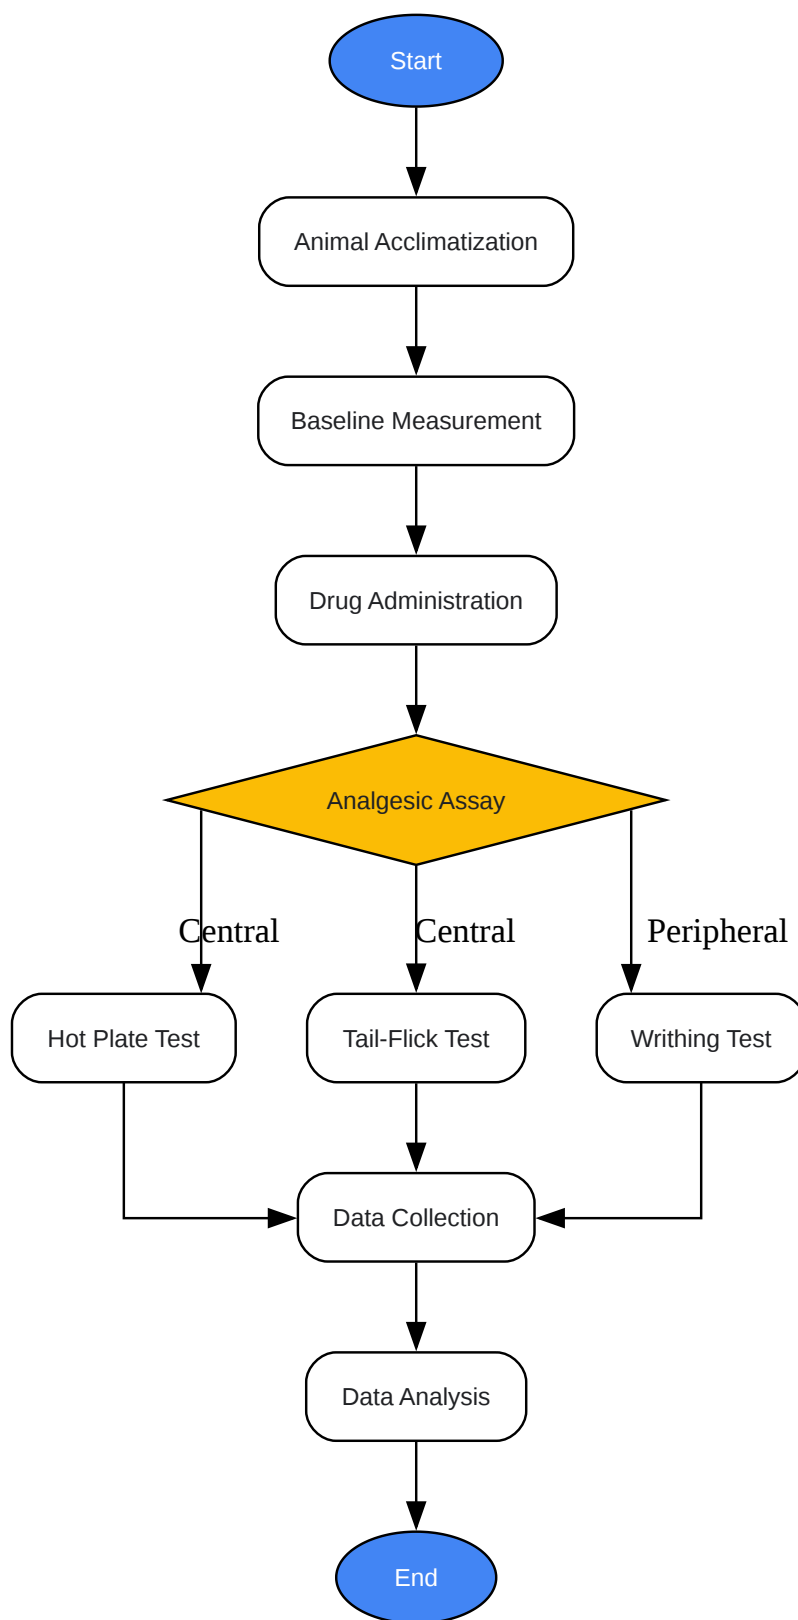 Start
Animal Acclimatization
Baseline Measurement
Drug Administration
Analgesic Assay
Central
Central
Peripheral
Hot Plate Test
Tail-Flick Test
Writhing Test
Data Collection
Data Analysis
End